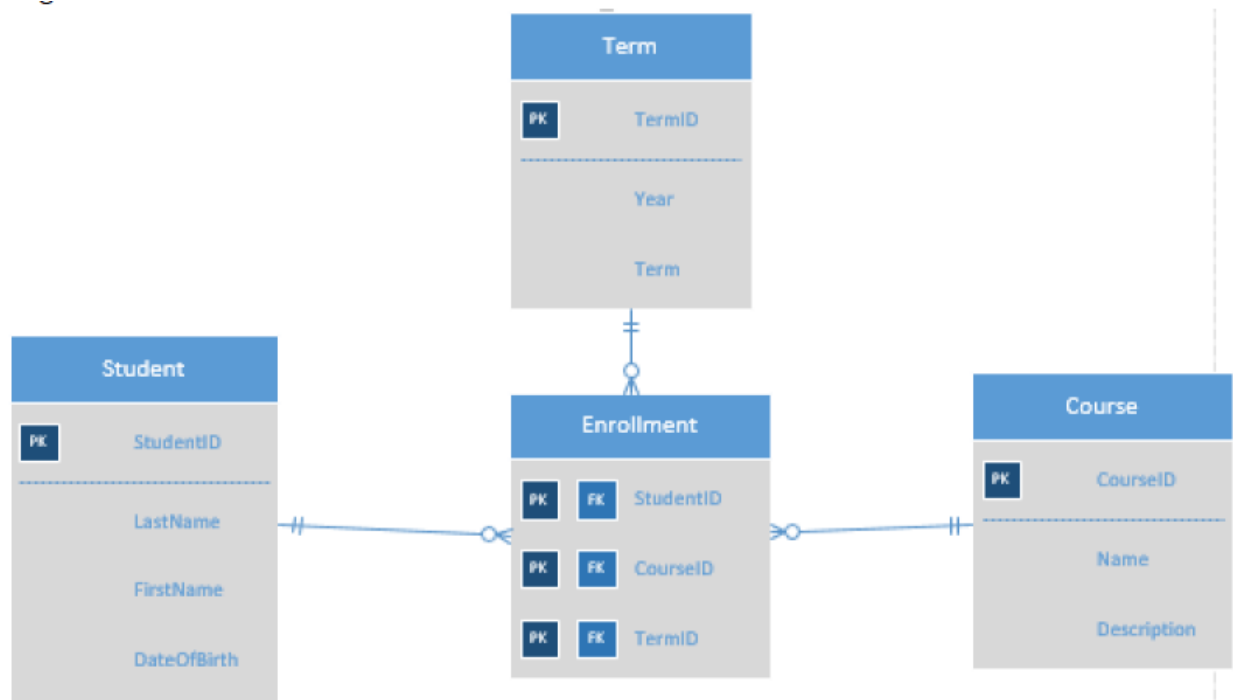 Term
PK TermID
Year
Term
Student
PK StudentID
LastName
FirstName
DateOfBirth
Enrollment
PK FK StudentID
PK FK CourseID
PK FK TermID
Course
PK CourseID
Name
Description